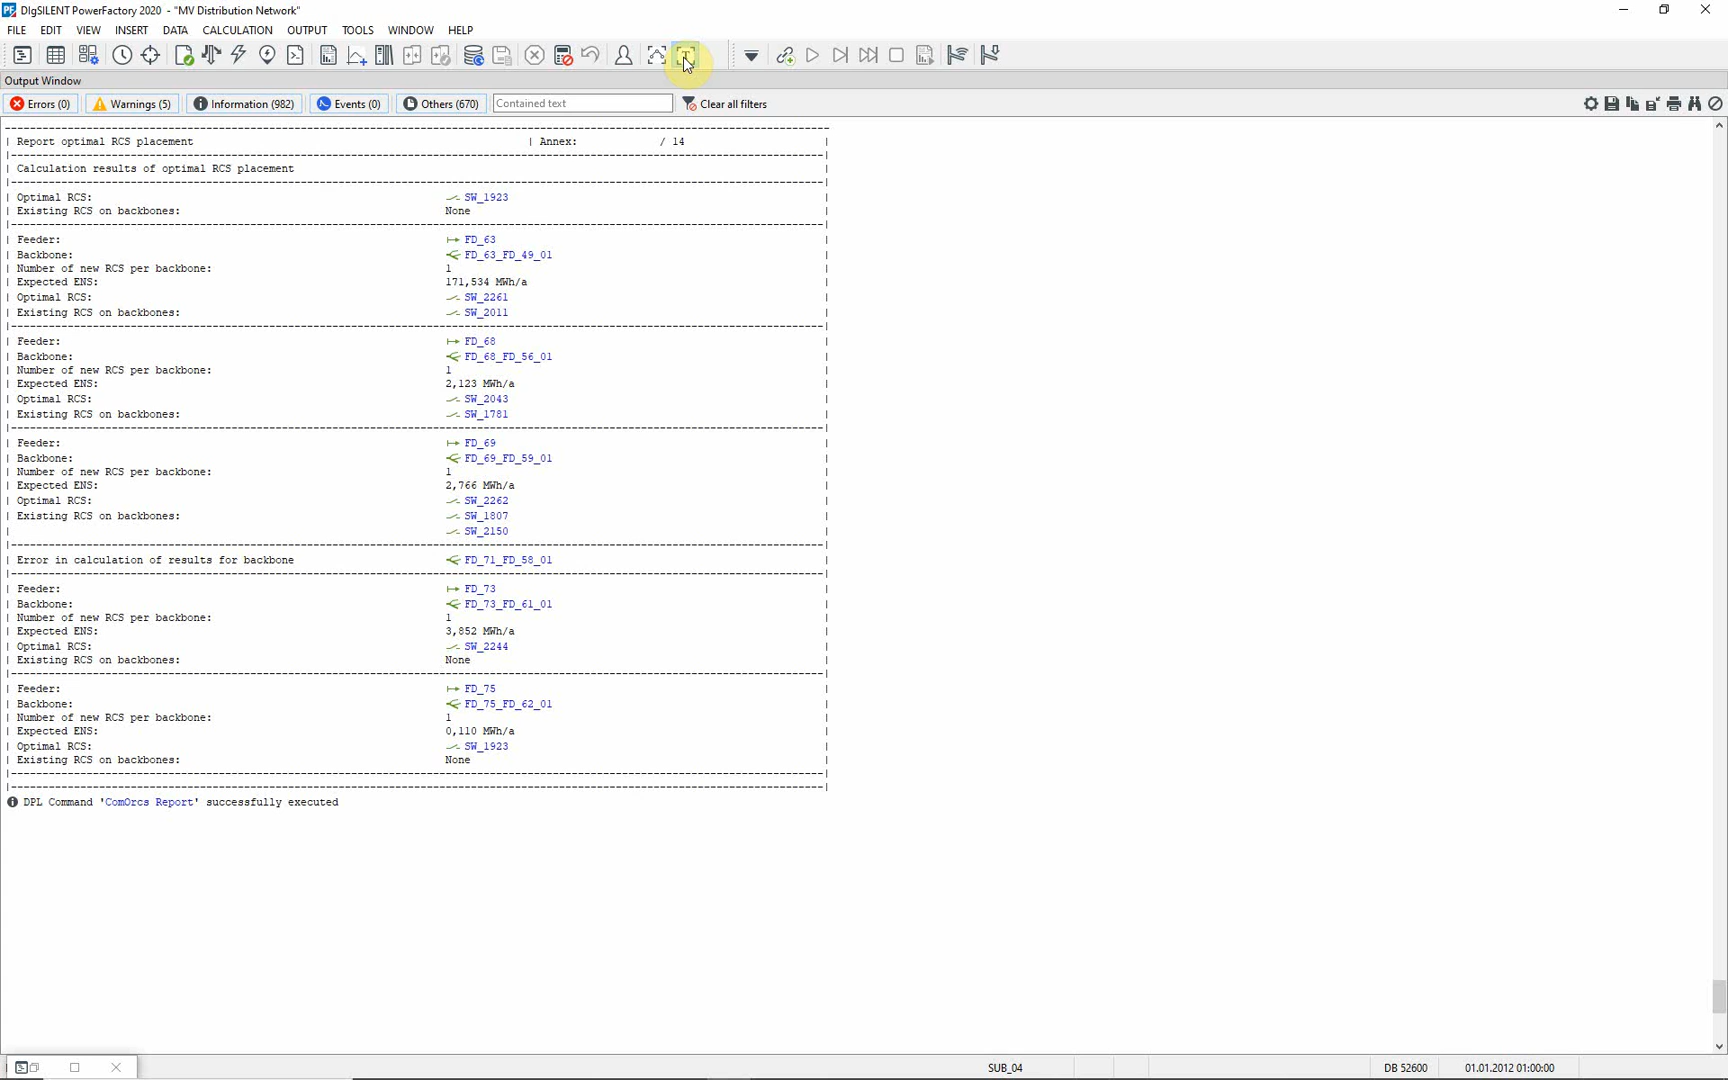 DIgSILENT PowerFactory 2020 - "MV Distribution Network"
FILE EDIT VIEW INSERT DATA CALCULATION OUTPUT TOOLS WINDOW HELP
Output Window
Errors (0) Warnings (5) Information (982) Events (0) Others (670) Contained text Clear all filters
| Report optimal RCS placement | Annex: / 14 |
| Calculation results of optimal RCS placement |
| Optimal RCS: SW_1923 |
| Existing RCS on backbones: None |
| Feeder: FD_63 |
| Backbone: FD_63_FD_49_01 |
| Number of new RCS per backbone: 1 |
| Expected ENS: 171,534 MWh/a |
| Optimal RCS: SW_2261 |
| Existing RCS on backbones: SW_2011 |
| Feeder: FD_68 |
| Backbone: FD_68_FD_56_01 |
| Number of new RCS per backbone: 1 |
| Expected ENS: 2,123 MWh/a |
| Optimal RCS: SW_2043 |
| Existing RCS on backbones: SW_1781 |
| Feeder: FD_69 |
| Backbone: FD_69_FD_59_01 |
| Number of new RCS per backbone: 1 |
| Expected ENS: 2,766 MWh/a |
| Optimal RCS: SW_2262 |
| Existing RCS on backbones: SW_1807 |
| SW_2150 |
| Error in calculation of results for backbone FD_71_FD_58_01 |
| Feeder: FD_73 |
| Backbone: FD_73_FD_61_01 |
| Number of new RCS per backbone: 1 |
| Expected ENS: 3,852 MWh/a |
| Optimal RCS: SW_2244 |
| Existing RCS on backbones: None |
| Feeder: FD_75 |
| Backbone: FD_75_FD_62_01 |
| Number of new RCS per backbone: 1 |
| Expected ENS: 0,110 MWh/a |
| Optimal RCS: SW_1923 |
| Existing RCS on backbones: None |
DPL Command 'ComOrcs Report' successfully executed
SUB_04 DB 52600 01.01.2012 01:00:00